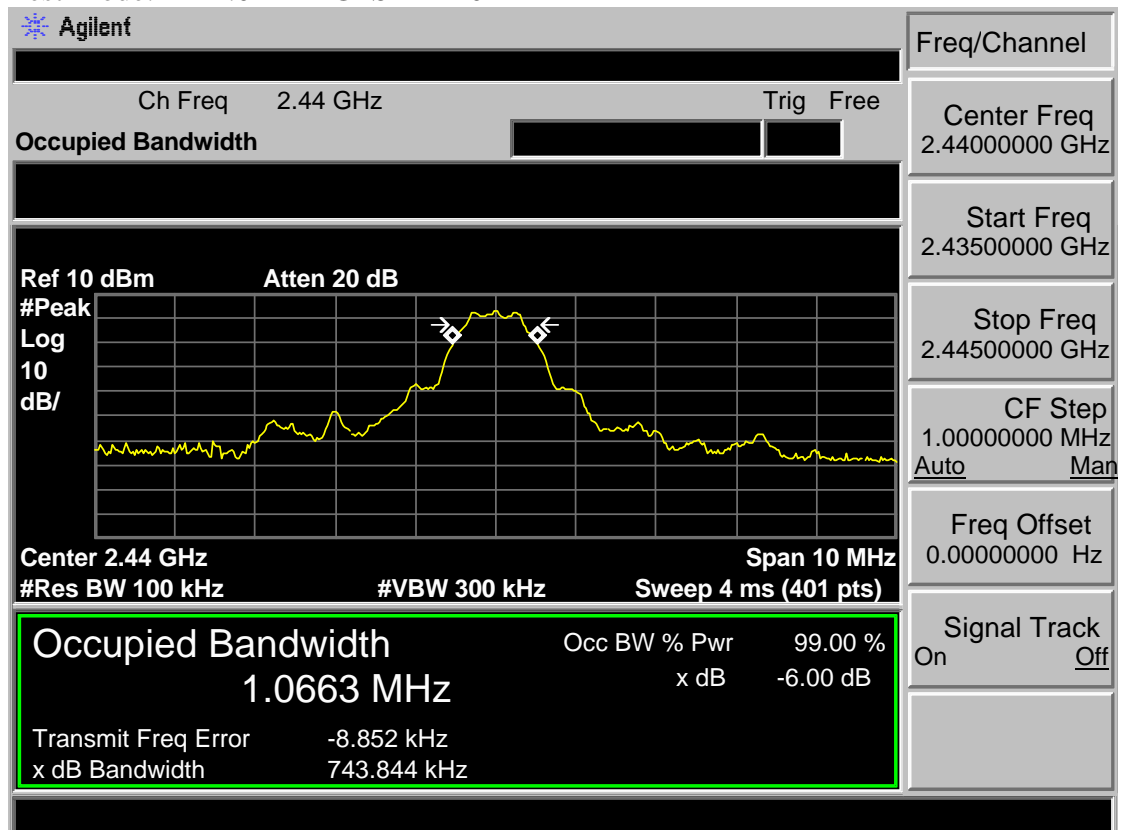 Agilent
Freq/Channel
Ch Freq 2.44 GHz Trig Free
Occupied Bandwidth
Center Freq
2.44000000 GHz
Start Freq
2.43500000 GHz
Stop Freq
2.44500000 GHz
CF Step
1.00000000 MHz
Auto Man
Freq Offset
0.00000000 Hz
Signal Track
On Off
Ref 10 dBm Atten 20 dB
#Peak
Log
10
dB/
Center 2.44 GHz Span 10 MHz
#Res BW 100 kHz #VBW 300 kHz Sweep 4 ms (401 pts)
Occupied Bandwidth Occ BW % Pwr 99.00 %
1.0663 MHz x dB -6.00 dB
Transmit Freq Error -8.852 kHz
x dB Bandwidth 743.844 kHz